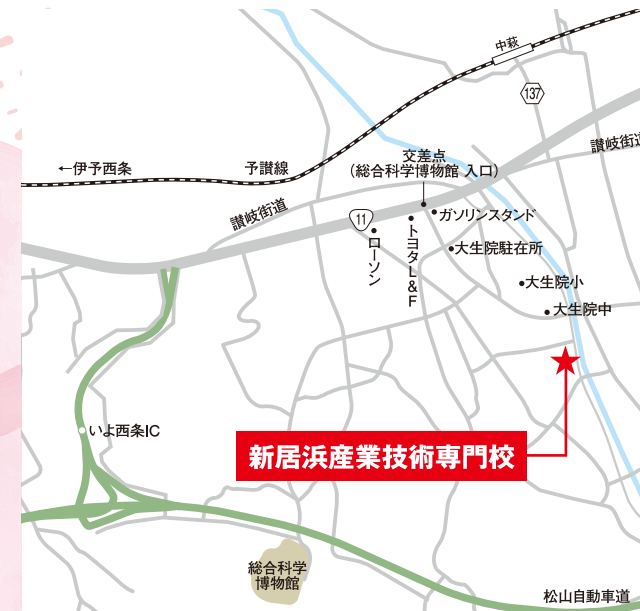 中萩
137
讃岐街道
←伊予西条
予讃線
交差点
（総合科学博物館 入口）
讃岐街道
11
ガソリンスタンド
ローソン
トヨタL&F
大生院駐在所
大生院小
大生院中
いよ西条IC
新居浜産業技術専門校
総合科学
博物館
松山自動車道